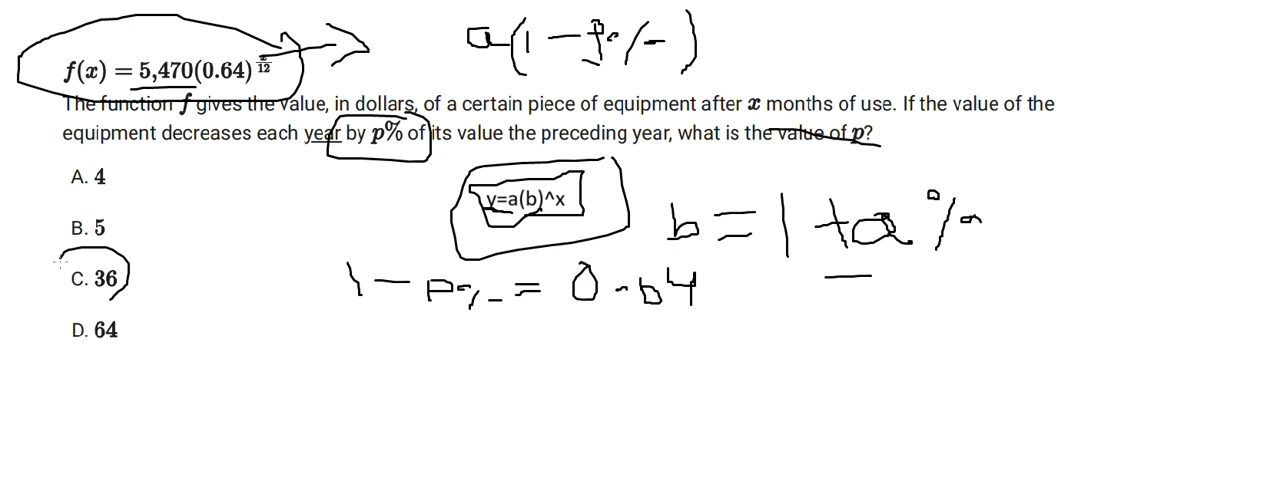 a(1 - p%)
f(x) = 5,470(0.64)^(x/12)
The function f gives the value, in dollars, of a certain piece of equipment after x months of use. If the value of the
equipment decreases each year by p% of its value the preceding year, what is the value of p?
A. 4
B. 5
y=a(b)^x
b = 1 + a%
C. 36
1 - p% = 0.64
D. 64